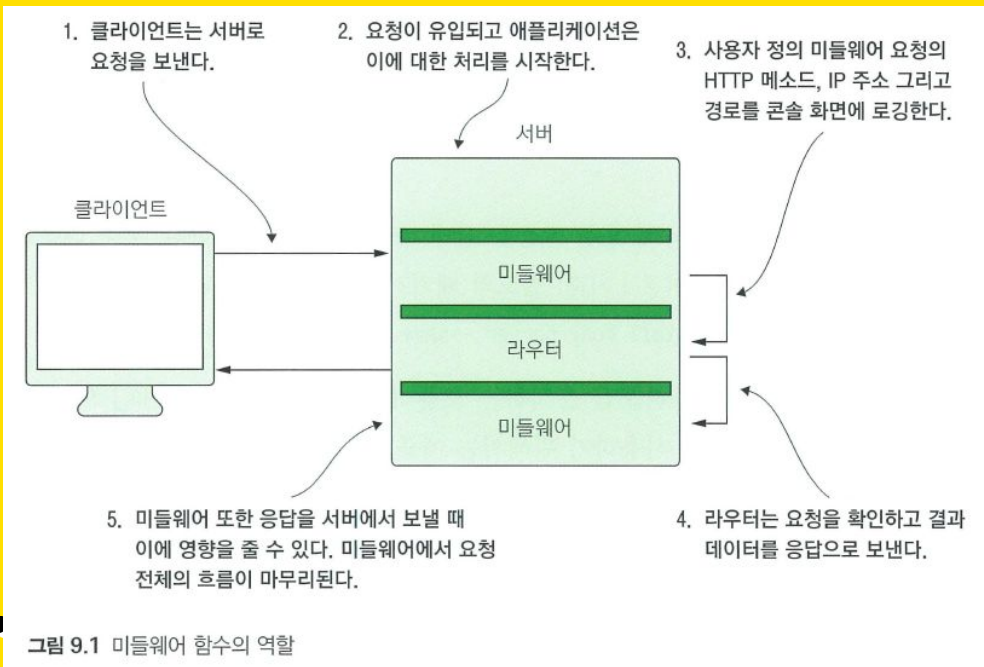 1. 클라이언트는 서버로
요청을 보낸다.
2. 요청이 유입되고 애플리케이션은
이에 대한 처리를 시작한다.
3. 사용자 정의 미들웨어 요청의
HTTP 메소드, IP 주소 그리고
경로를 콘솔 화면에 로깅한다.
서버
클라이언트
미들웨어
라우터
미들웨어
5. 미들웨어 또한 응답을 서버에서 보낼 때
이에 영향을 줄 수 있다. 미들웨어에서 요청
전체의 흐름이 마무리된다.
4. 라우터는 요청을 확인하고 결과
데이터를 응답으로 보낸다.
그림 9.1 미들웨어 함수의 역할